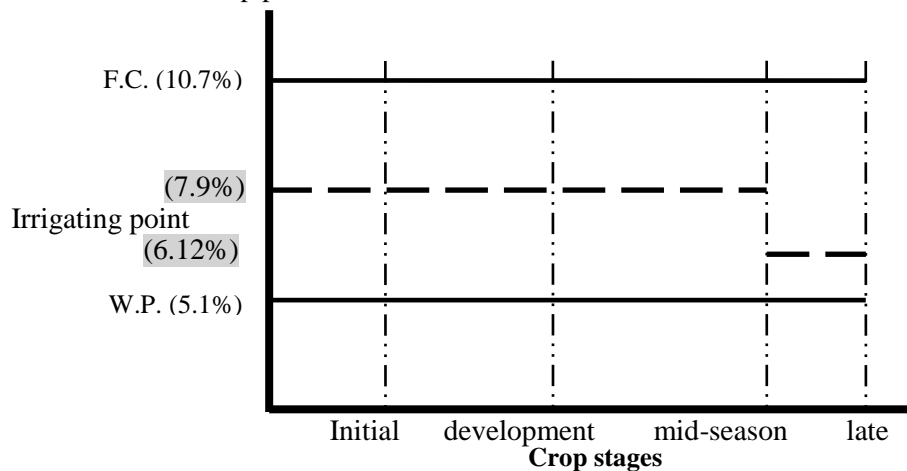 F.C. (10.7%)
(7.9%)
Irrigating point
(6.12%)
W.P. (5.1%)
Initial development mid-season late
Crop stages